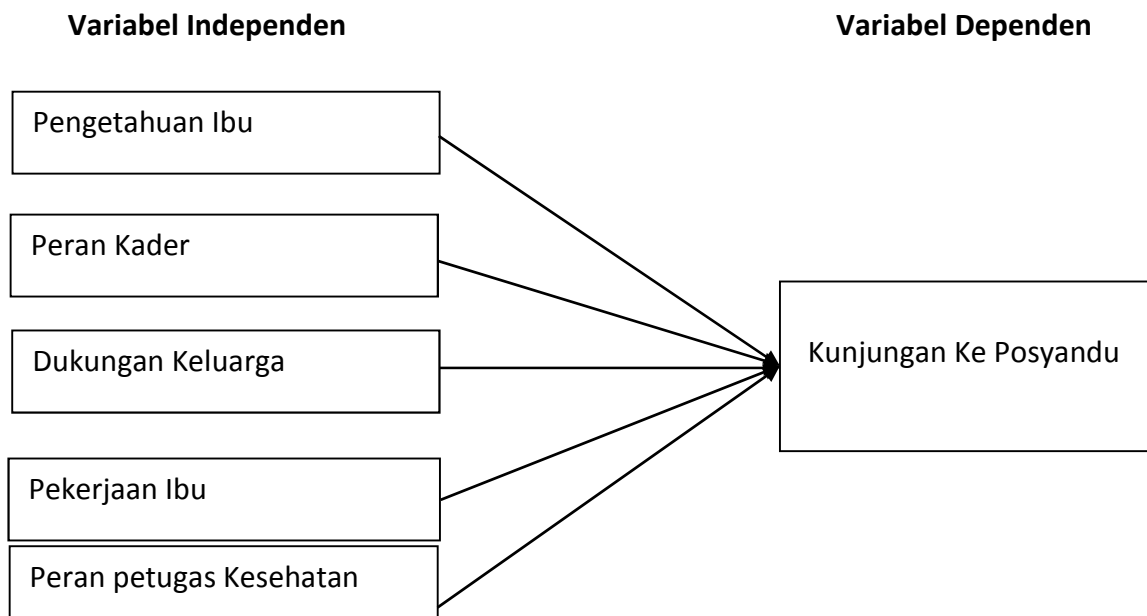 Variabel Independen
Variabel Dependen
Pengetahuan Ibu
Peran Kader
Dukungan Keluarga
Kunjungan Ke Posyandu
Pekerjaan Ibu
Peran petugas Kesehatan